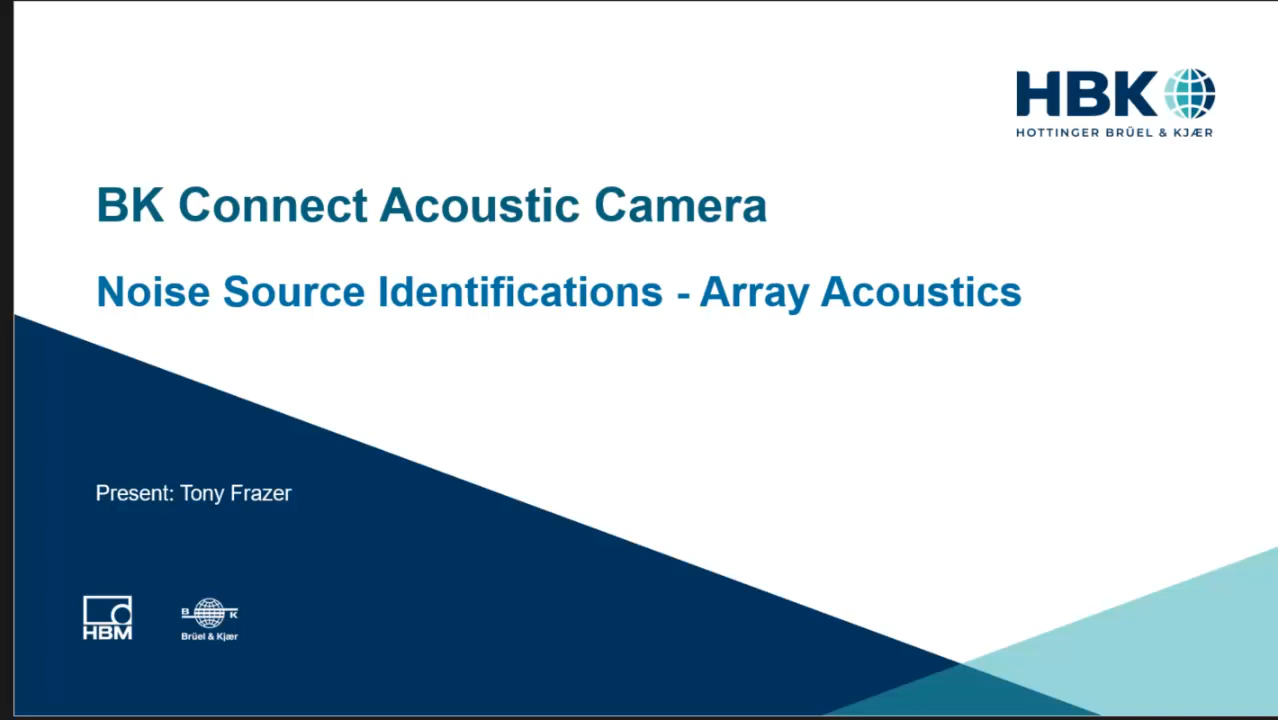 HBK
HOTTINGER BRÜEL & KJÆR
BK Connect Acoustic Camera
Noise Source Identifications - Array Acoustics
Present: Tony Frazer
HBM
B K
Brüel & Kjær